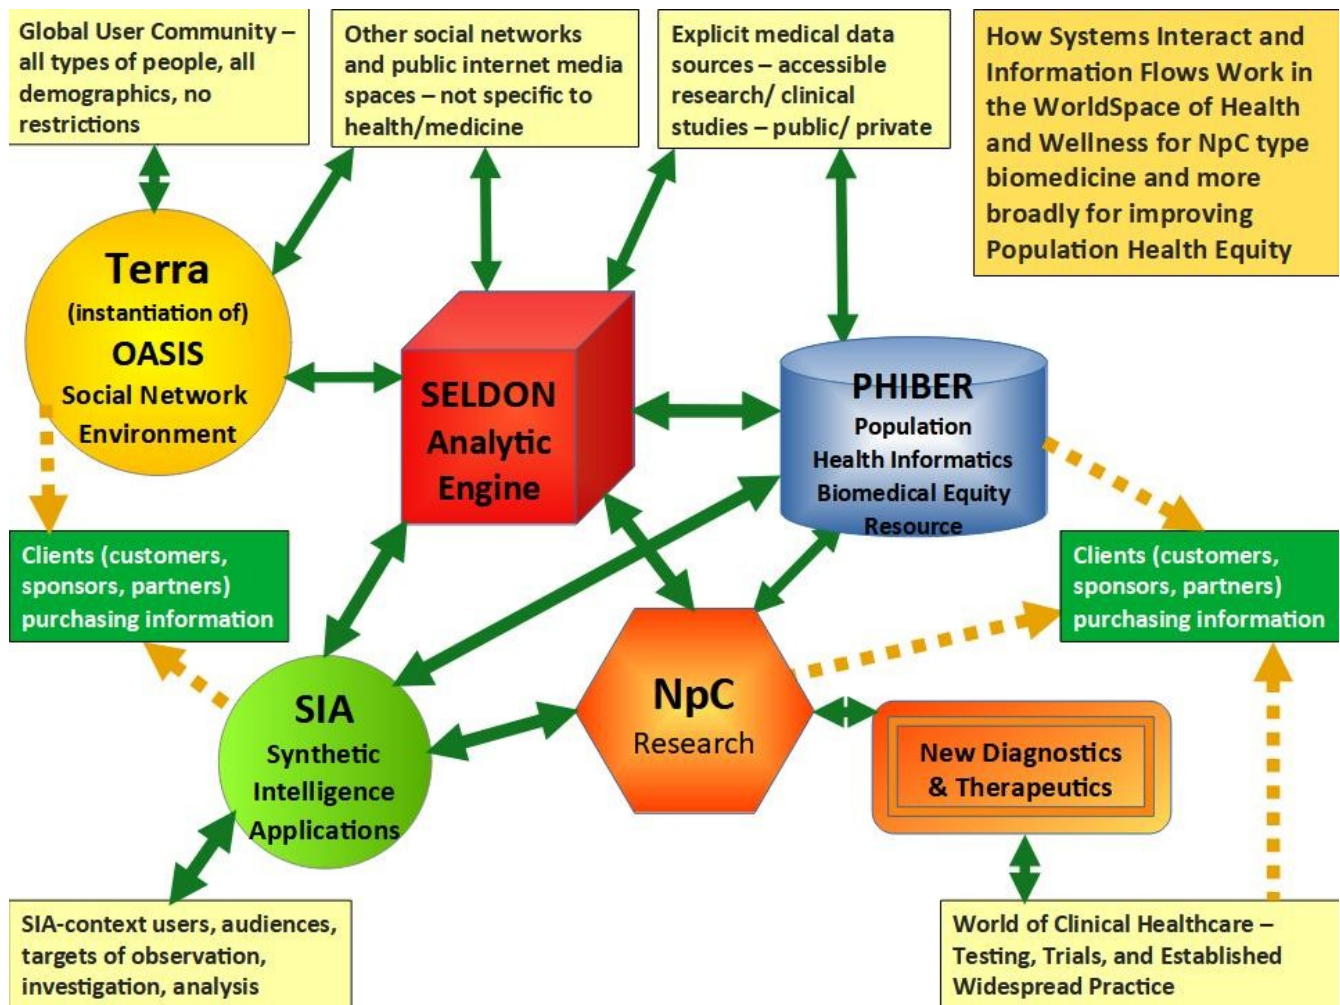 Global User Community –
all types of people, all
demographics, no
restrictions
Other social networks
and public internet media
spaces – not specific to
health/medicine
Explicit medical data
sources – accessible
research/ clinical
studies – public/ private
How Systems Interact and
Information Flows Work in
the WorldSpace of Health
and Wellness for NpC type
biomedicine and more
broadly for improving
Population Health Equity
Terra
(instantiation of)
OASIS
Social Network
Environment
SELDON
Analytic
Engine
PHIBER
Population
Health Informatics
Biomedical Equity
Resource
Clients (customers,
sponsors, partners)
purchasing information
Clients (customers,
sponsors, partners)
purchasing information
SIA
Synthetic
Intelligence
Applications
NpC
Research
New Diagnostics
& Therapeutics
SIA-context users, audiences,
targets of observation,
investigation, analysis
World of Clinical Healthcare –
Testing, Trials, and Established
Widespread Practice